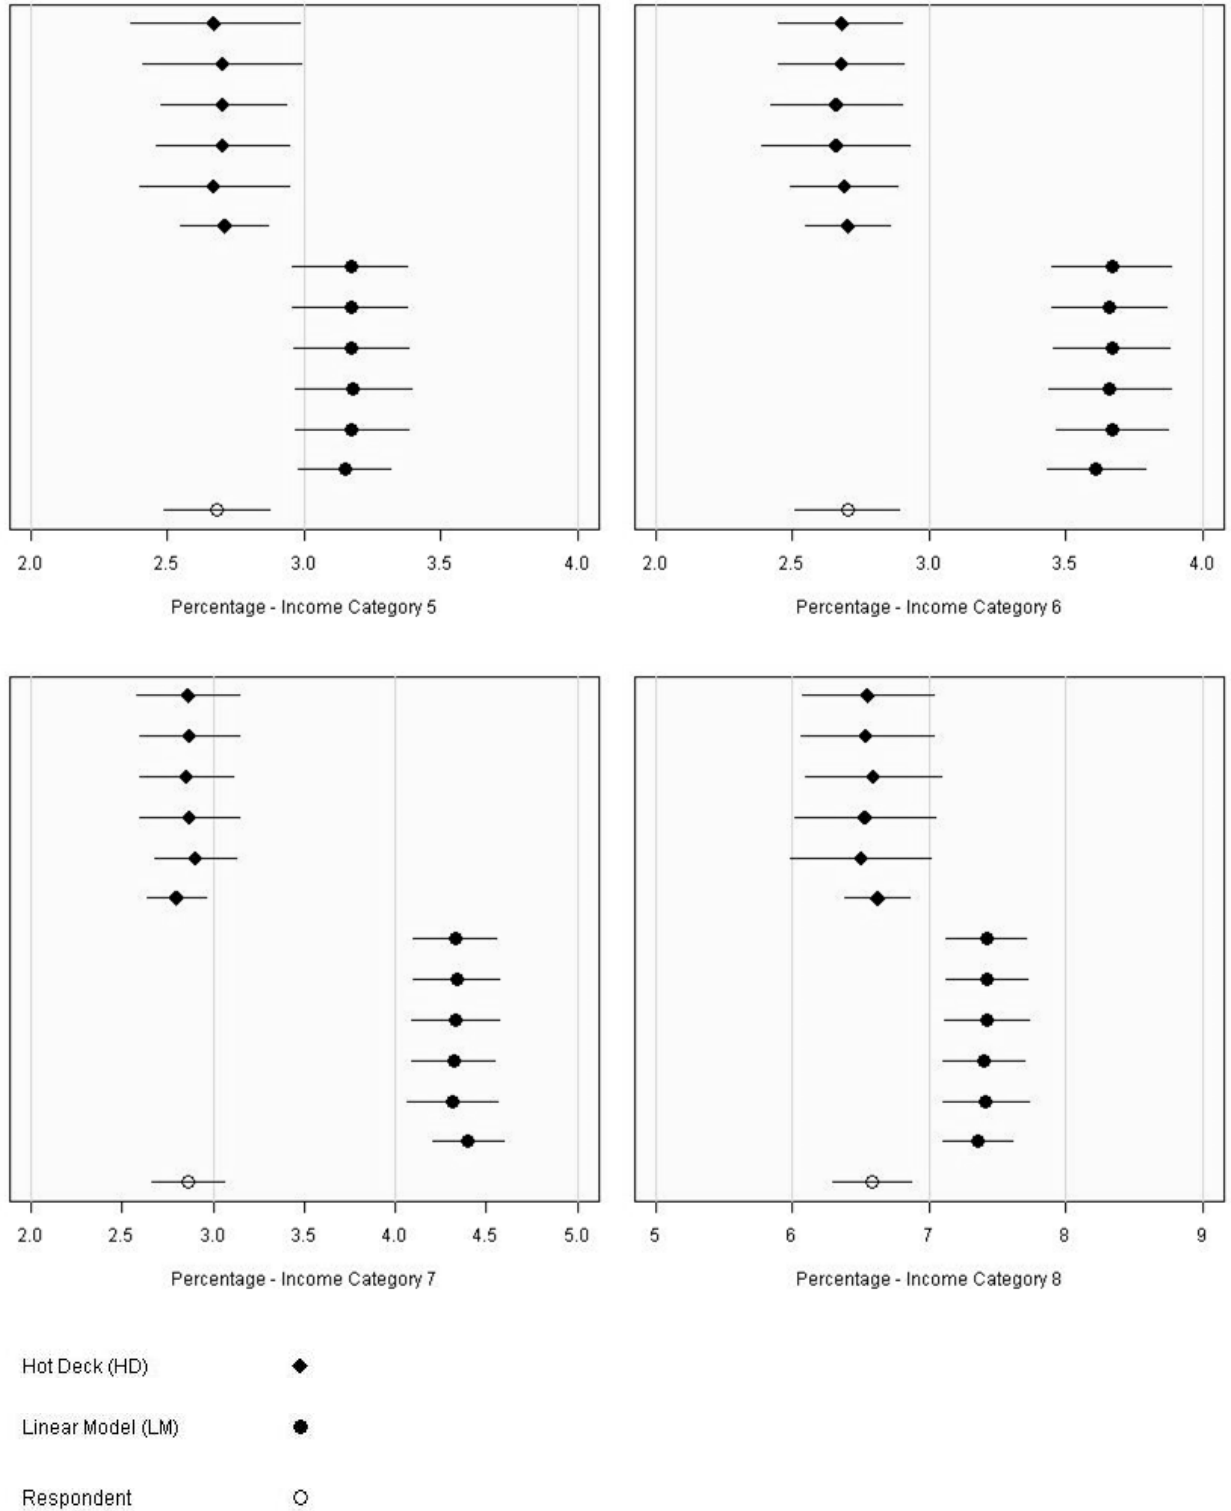 2.0 2.5 3.0 3.5 4.0
Percentage - Income Category 5
2.0 2.5 3.0 3.5 4.0
Percentage - Income Category 6
2.0 2.5 3.0 3.5 4.0 4.5 5.0
Percentage - Income Category 7
5 6 7 8 9
Percentage - Income Category 8
Hot Deck (HD)
Linear Model (LM)
Respondent